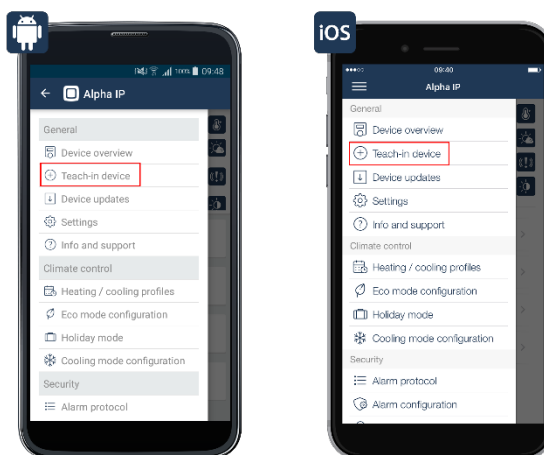 100% 09:48
Alpha IP
General
Device overview
Teach-in device
Device updates
Settings
Info and support
Climate control
Heating / cooling profiles
Eco mode configuration
Holiday mode
Cooling mode configuration
Security
Alarm protocol
iOS
09:40
Alpha IP
General
Device overview
Teach-in device
Device updates
Settings
Info and support
Climate control
Heating / cooling profiles
Eco mode configuration
Holiday mode
Cooling mode configuration
Security
Alarm protocol
Alarm configuration